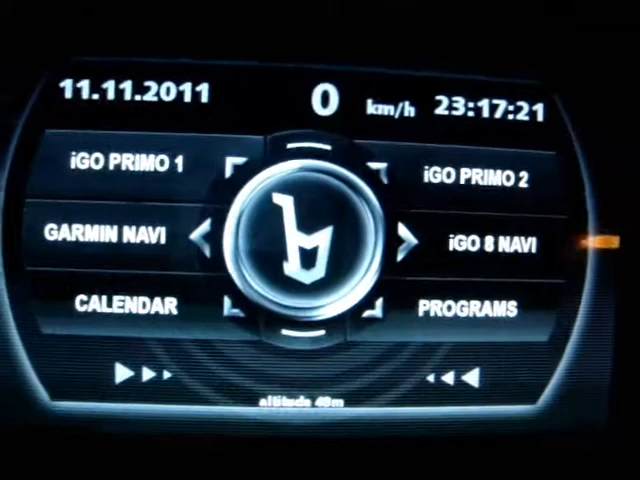 11.11.2011 0 km/h 23:17:21
iGO PRIMO 1 iGO PRIMO 2
GARMIN NAVI iGO 8 NAVI
CALENDAR PROGRAMS
altitude 48m